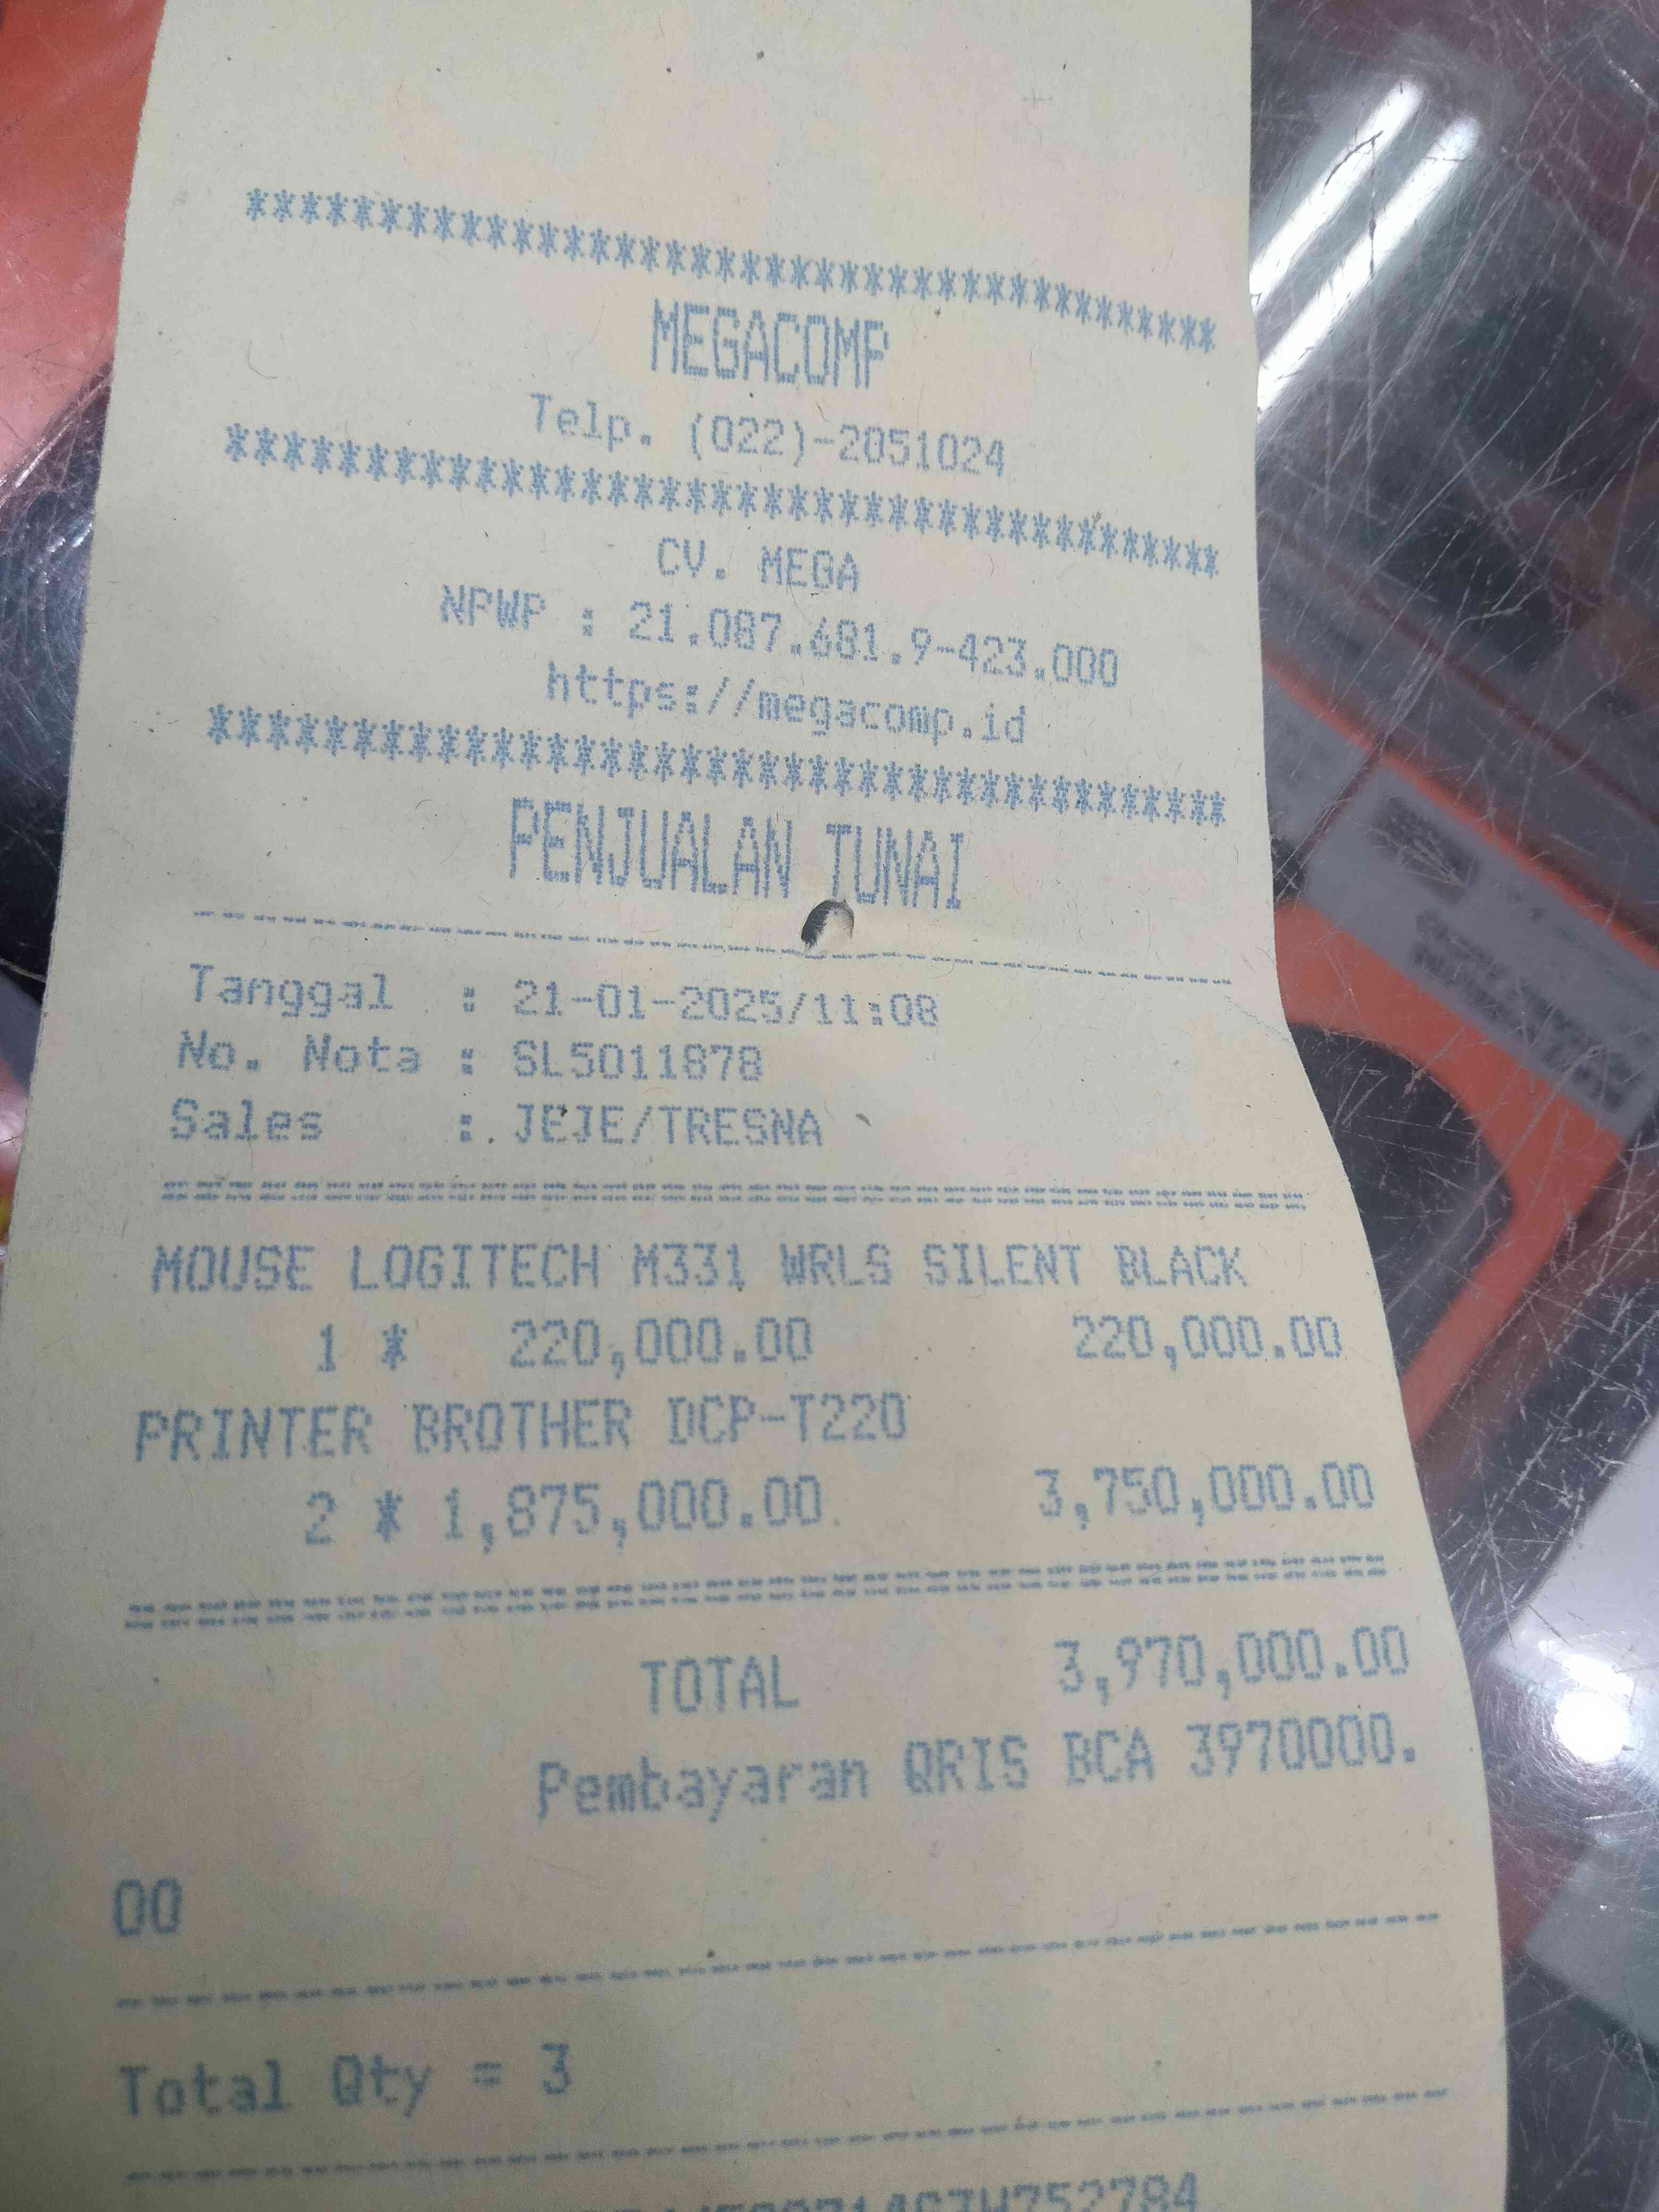 ************************************
MEGACOMP
Telp. (022)-2051024
************************************
CV. MEGA
NPWP : 21.087.681.9-423.000
https://megacomp.id
************************************
PENJUALAN TUNAI
Tanggal : 21-01-2025/11:08
No. Nota : SL5011878
Sales : JEJE/TRESNA
MOUSE LOGITECH M331 WRLS SILENT BLACK
1 * 220,000.00 220,000.00
PRINTER BROTHER DCP-T220
2 * 1,875,000.00 3,750,000.00
TOTAL 3,970,000.00
Pembayaran QRIS BCA 3970000.
00
Total Qty = 3